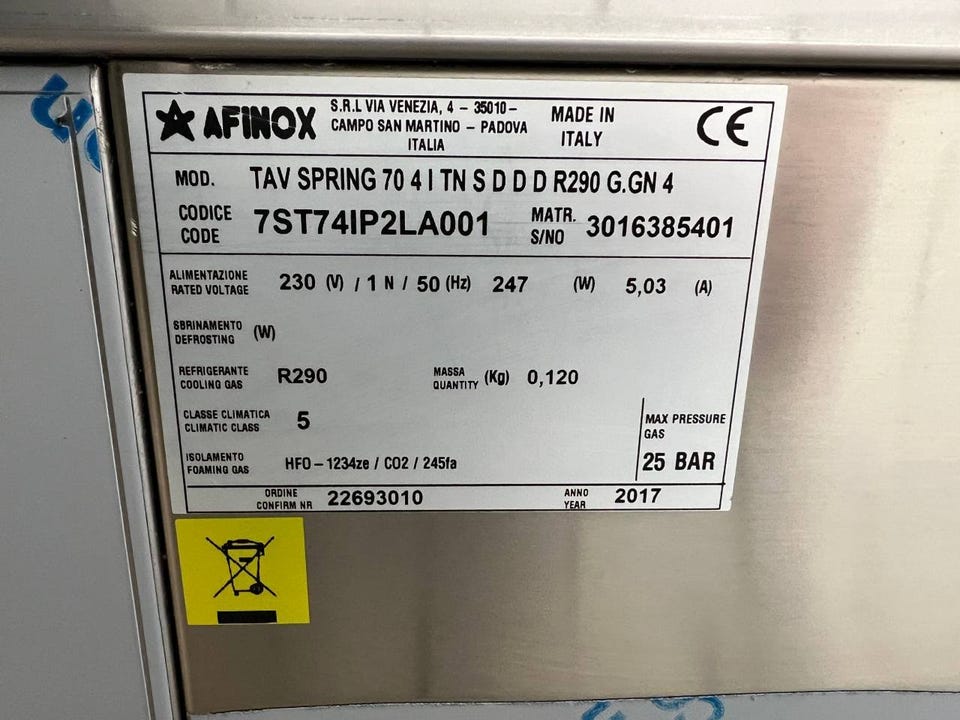 AFINOX S.R.L VIA VENEZIA, 4 – 35010 –
CAMPO SAN MARTINO – PADOVA
ITALIA
MADE IN
ITALY
CE
MOD. TAV SPRING 70 4 I TN S D D D R290 G.GN 4
CODICE
CODE
7ST74IP2LA001
MATR.
S/NO
3016385401
ALIMENTAZIONE
RATED VOLTAGE
230 (V) / 1 N / 50 (Hz) 247 (W) 5,03 (A)
SBRINAMENTO
DEFROSTING
(W)
REFRIGERANTE
COOLING GAS
R290
MASSA
QUANTITY
(Kg) 0,120
CLASSE CLIMATICA
CLIMATIC CLASS
5
MAX PRESSURE
GAS
25 BAR
ISOLAMENTO
FOAMING GAS
HFO – 1234ze / CO2 / 245fa
ORDINE
CONFIRM NR
22693010
ANNO
YEAR
2017